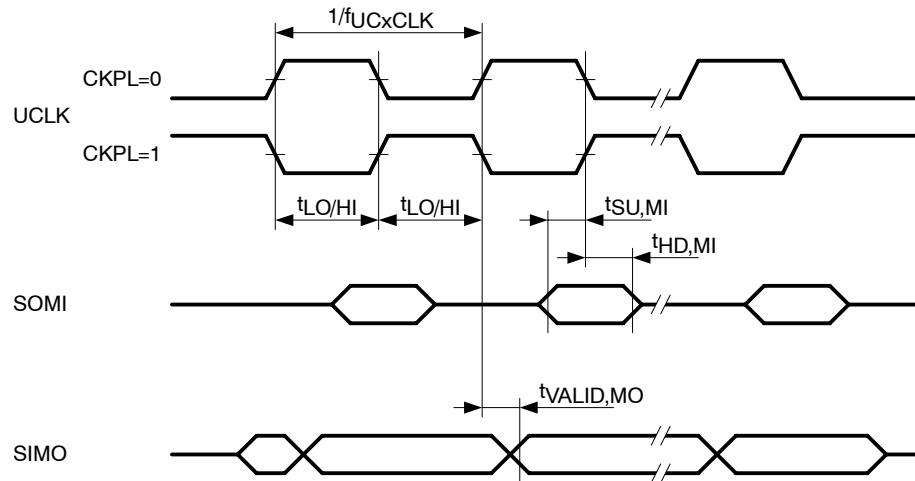 1/fUCxCLK
CKPL=0
UCLK
CKPL=1
tLO/HI tLO/HI tSU,MI
tHD,MI
SOMI
tVALID,MO
SIMO